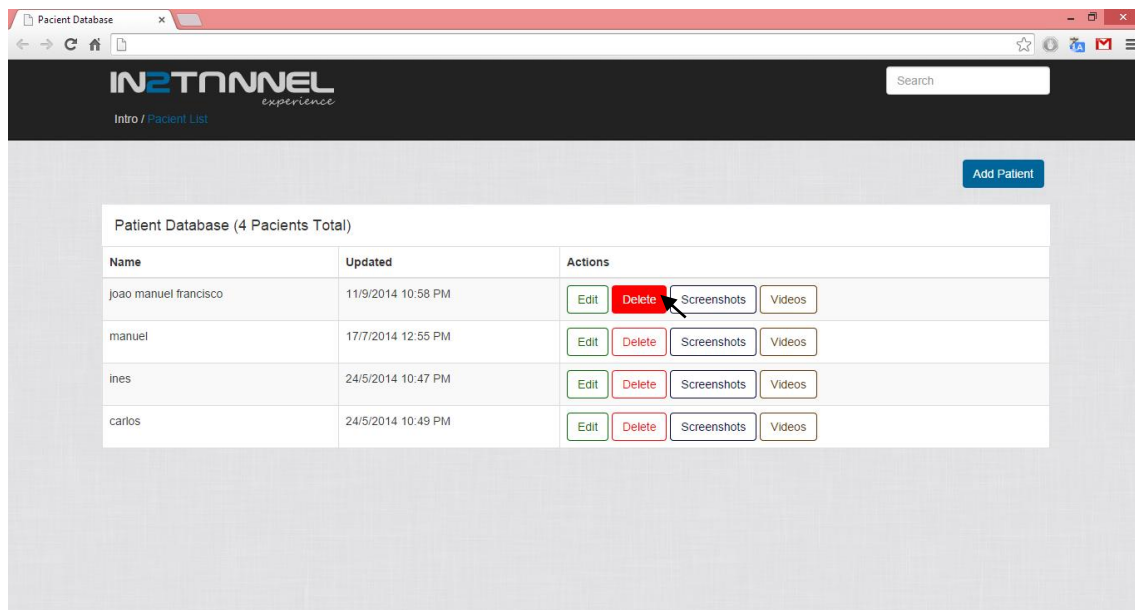 Pacient Database
IN2TUNNEL
experience
Search
Intro / Pacient List
Add Patient
Patient Database (4 Pacients Total)
Name Updated Actions
joao manuel francisco 11/9/2014 10:58 PM Edit Delete Screenshots Videos
manuel 17/7/2014 12:55 PM Edit Delete Screenshots Videos
ines 24/5/2014 10:47 PM Edit Delete Screenshots Videos
carlos 24/5/2014 10:49 PM Edit Delete Screenshots Videos